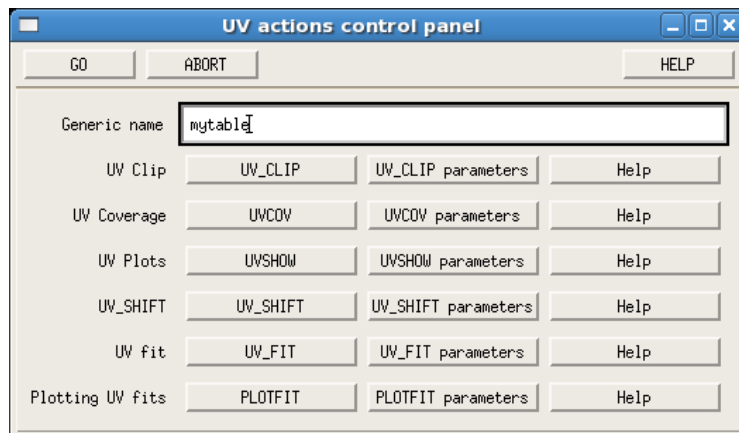 UV actions control panel
GO ABORT HELP
Generic name mytable
UV Clip UV_CLIP UV_CLIP parameters Help
UV Coverage UVCOV UVCOV parameters Help
UV Plots UVSHOW UVSHOW parameters Help
UV_SHIFT UV_SHIFT UV_SHIFT parameters Help
UV fit UV_FIT UV_FIT parameters Help
Plotting UV fits PLOTFIT PLOTFIT parameters Help